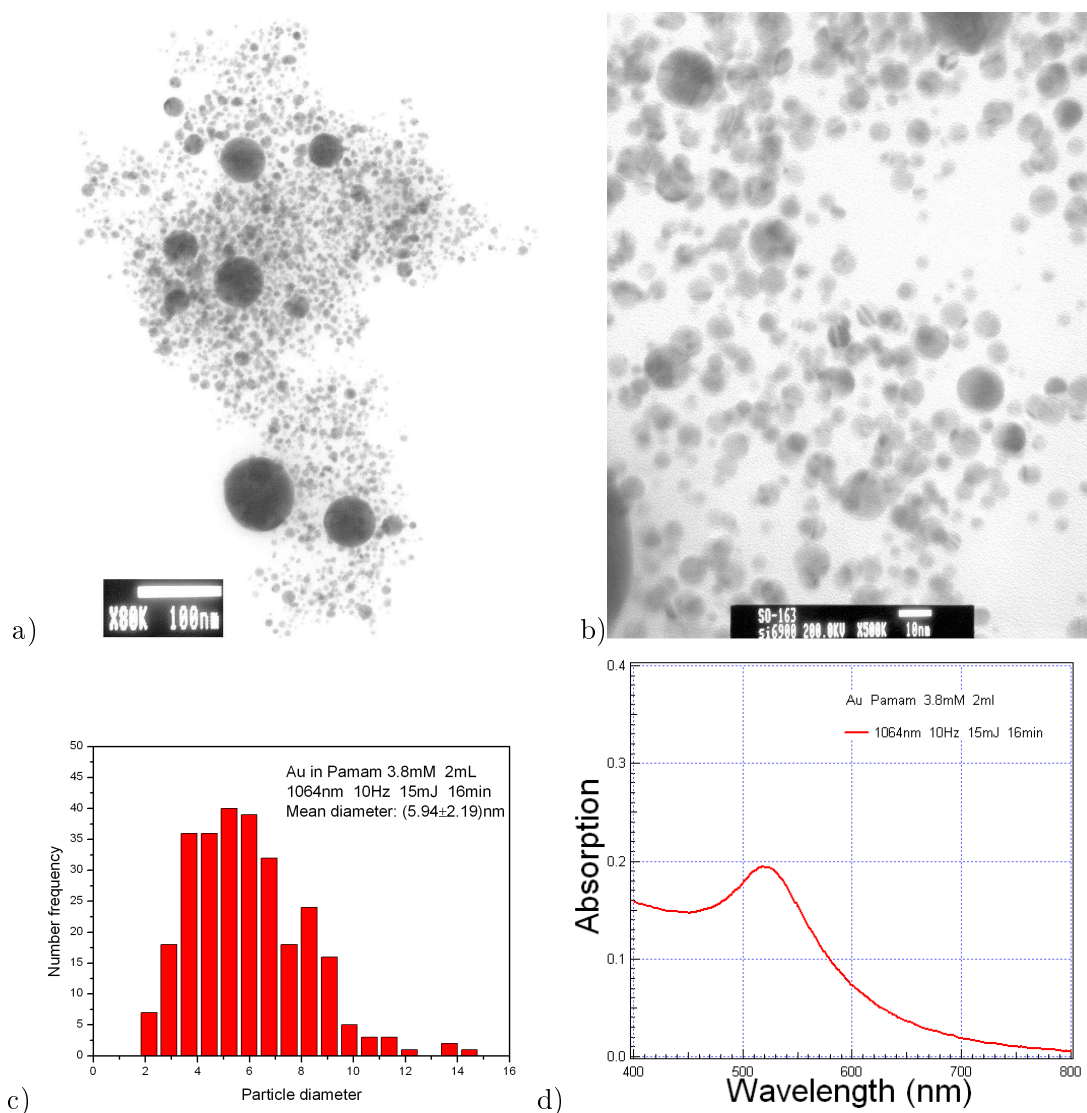 X80K 100nm
a)
SO-163
si6900 200.0KV X500K 10nm
b)
50
45
40
35
30
25
20
15
10
5
0
Number frequency
Au in Pamam 3.8mM 2mL
1064nm 10Hz 15mJ 16min
Mean diameter: (5.94±2.19)nm
0 2 4 6 8 10 12 14 16
Particle diameter
c)
0.4
0.3
0.2
0.1
0.0
Absorption
Au Pamam 3.8mM 2ml
1064nm 10Hz 15mJ 16min
400 500 600 700 800
Wavelength (nm)
d)